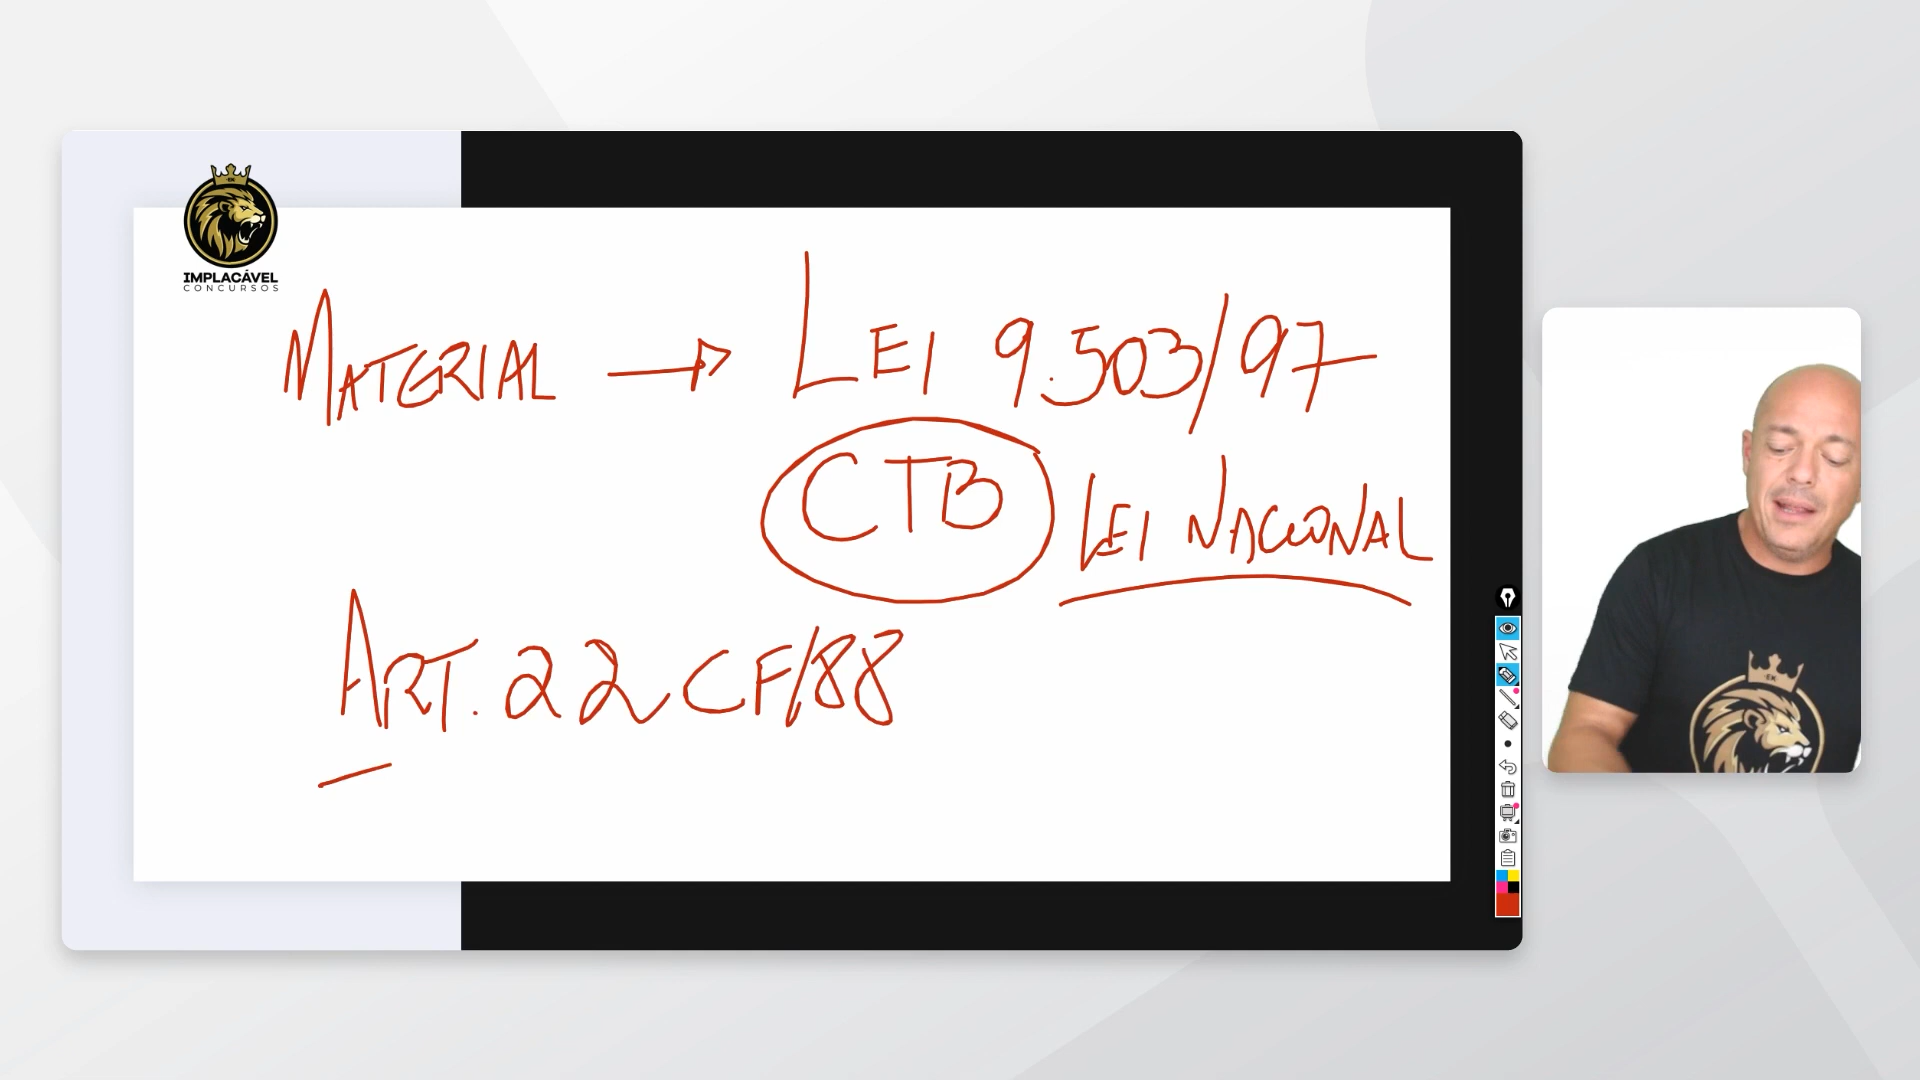 IMPLACÁVEL
CONCURSOS
MATERIAL → LEI 9.503/97
CTB LEI NACIONAL
ART. 22 CF/88